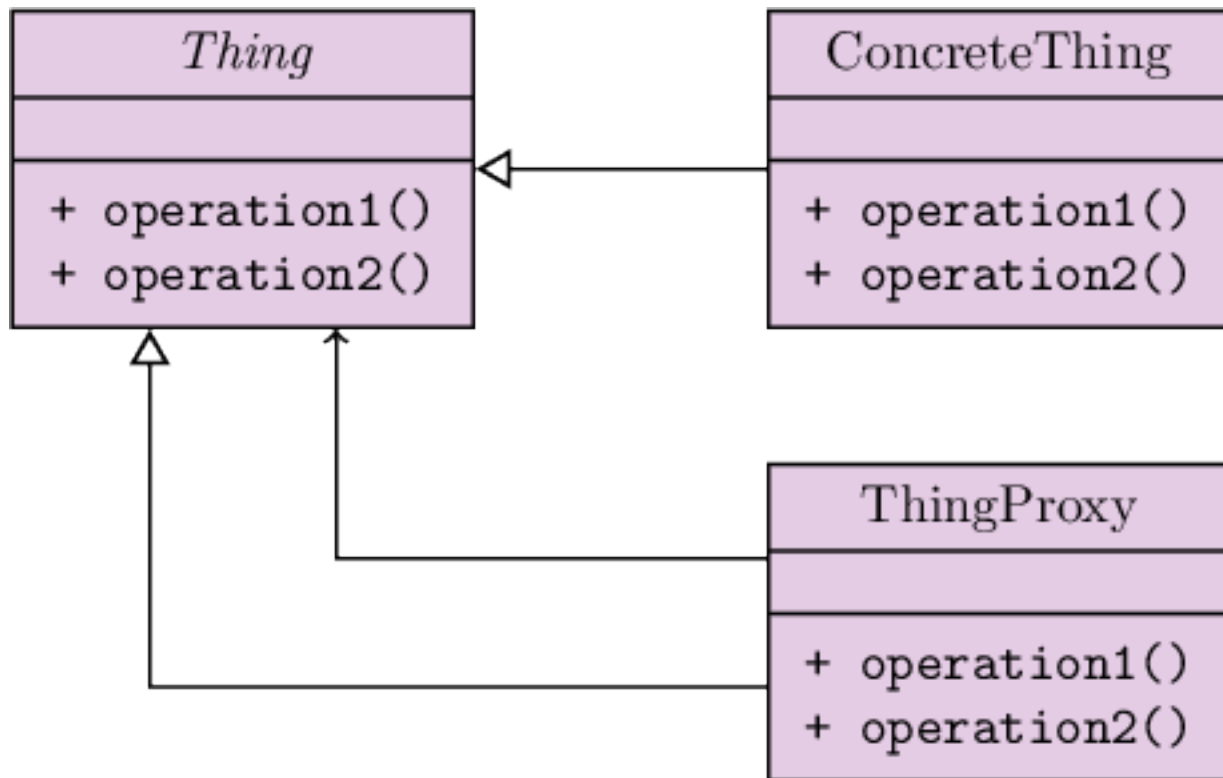 Thing
+ operation1()
+ operation2()
ConcreteThing
+ operation1()
+ operation2()
ThingProxy
+ operation1()
+ operation2()